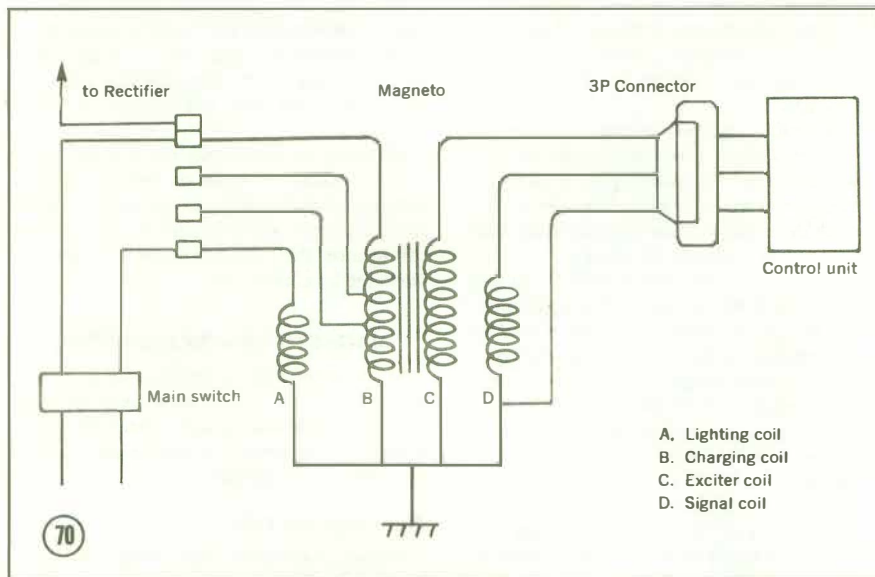 to Rectifier
Magneto
3P Connector
Control unit
Main switch
A
B
C
D
A. Lighting coil
B. Charging coil
C. Exciter coil
D. Signal coil
70